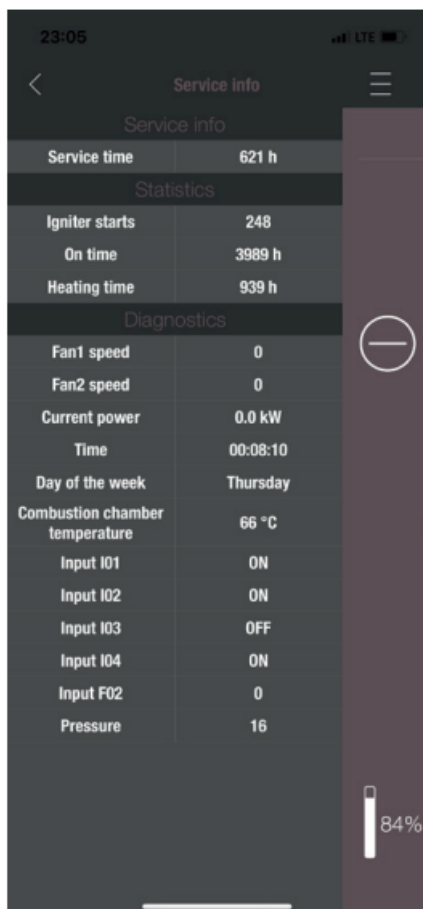 23:05 LTE
Service info
Service info
Service time 621 h
Statistics
Igniter starts 248
On time 3989 h
Heating time 939 h
Diagnostics
Fan1 speed 0
Fan2 speed 0
Current power 0.0 kW
Time 00:08:10
Day of the week Thursday
Combustion chamber
temperature 66 °C
Input I01 ON
Input I02 ON
Input I03 OFF
Input I04 ON
Input F02 0
Pressure 16
84%